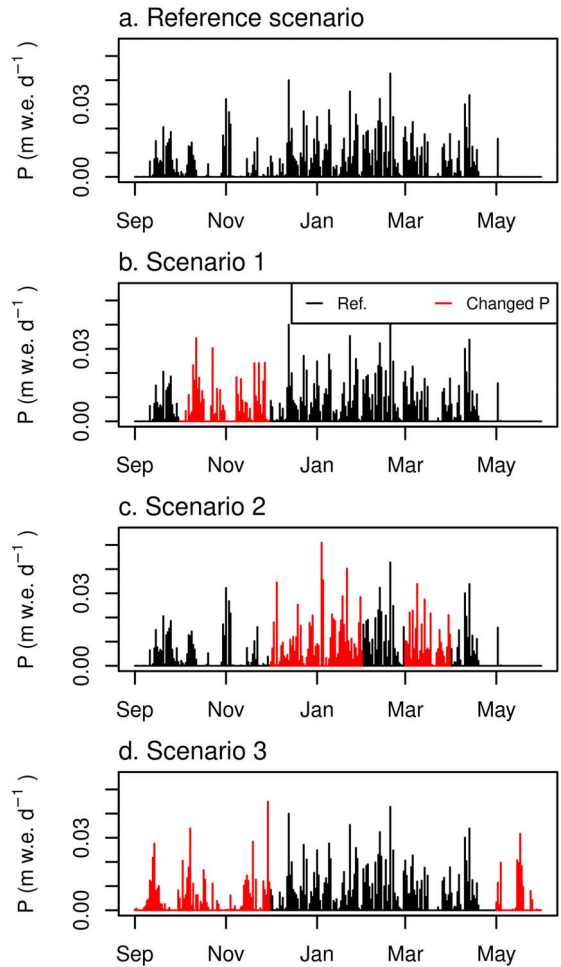 a. Reference scenario
P (m w.e. d⁻¹ )
0.00 0.03
Sep Nov Jan Mar May
b. Scenario 1
Ref. Changed P
P (m w.e. d⁻¹ )
0.00 0.03
Sep Nov Jan Mar May
c. Scenario 2
P (m w.e. d⁻¹ )
0.00 0.03
Sep Nov Jan Mar May
d. Scenario 3
P (m w.e. d⁻¹ )
0.00 0.03
Sep Nov Jan Mar May